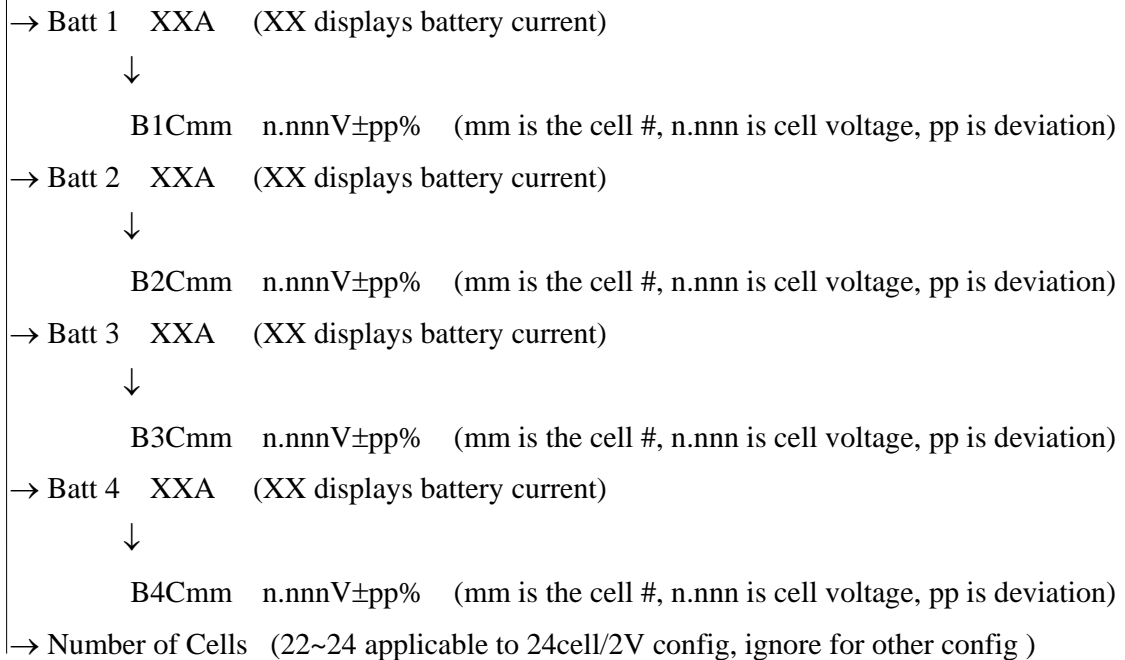 → Batt 1 XXA (XX displays battery current)
↓
B1Cmm n.nnnV±pp% (mm is the cell #, n.nnn is cell voltage, pp is deviation)
→ Batt 2 XXA (XX displays battery current)
↓
B2Cmm n.nnnV±pp% (mm is the cell #, n.nnn is cell voltage, pp is deviation)
→ Batt 3 XXA (XX displays battery current)
↓
B3Cmm n.nnnV±pp% (mm is the cell #, n.nnn is cell voltage, pp is deviation)
→ Batt 4 XXA (XX displays battery current)
↓
B4Cmm n.nnnV±pp% (mm is the cell #, n.nnn is cell voltage, pp is deviation)
→ Number of Cells (22~24 applicable to 24cell/2V config, ignore for other config )